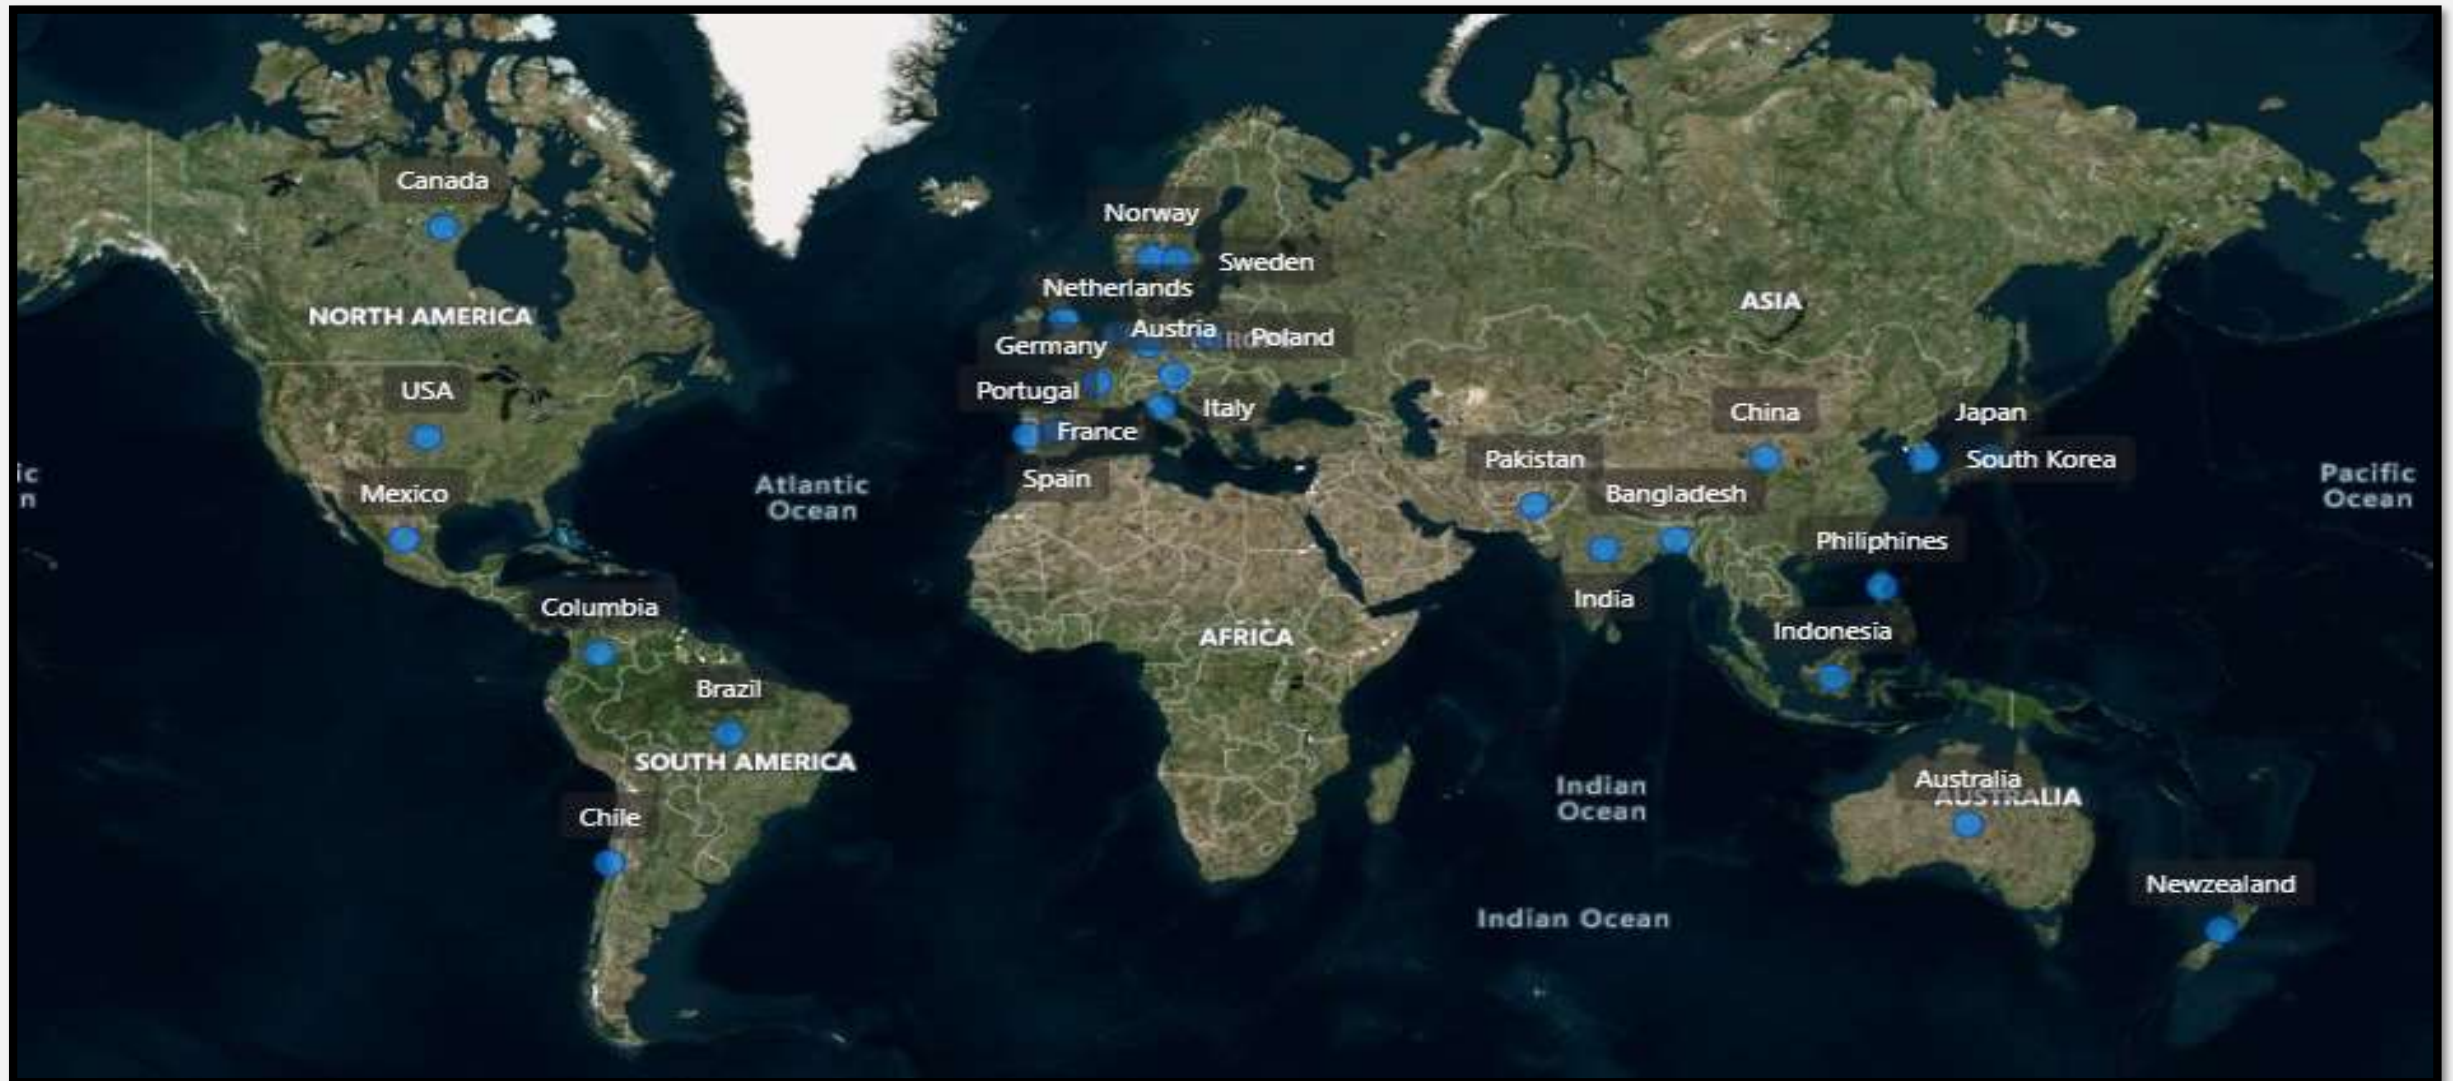 Canada
Norway
Sweden
Netherlands
ASIA
NORTH AMERICA
Austria
Poland
Germany
USA
Portugal
Italy
China
Japan
France
Pakistan
South Korea
Spain
Mexico
Bangladesh
ic
n
Atlantic
Ocean
Pacific
Ocean
Philiphines
India
Columbia
AFRICA
Indonesia
Brazil
SOUTH AMERICA
Indian
Ocean
Australia
AUSTRALIA
Chile
Newzealand
Indian Ocean